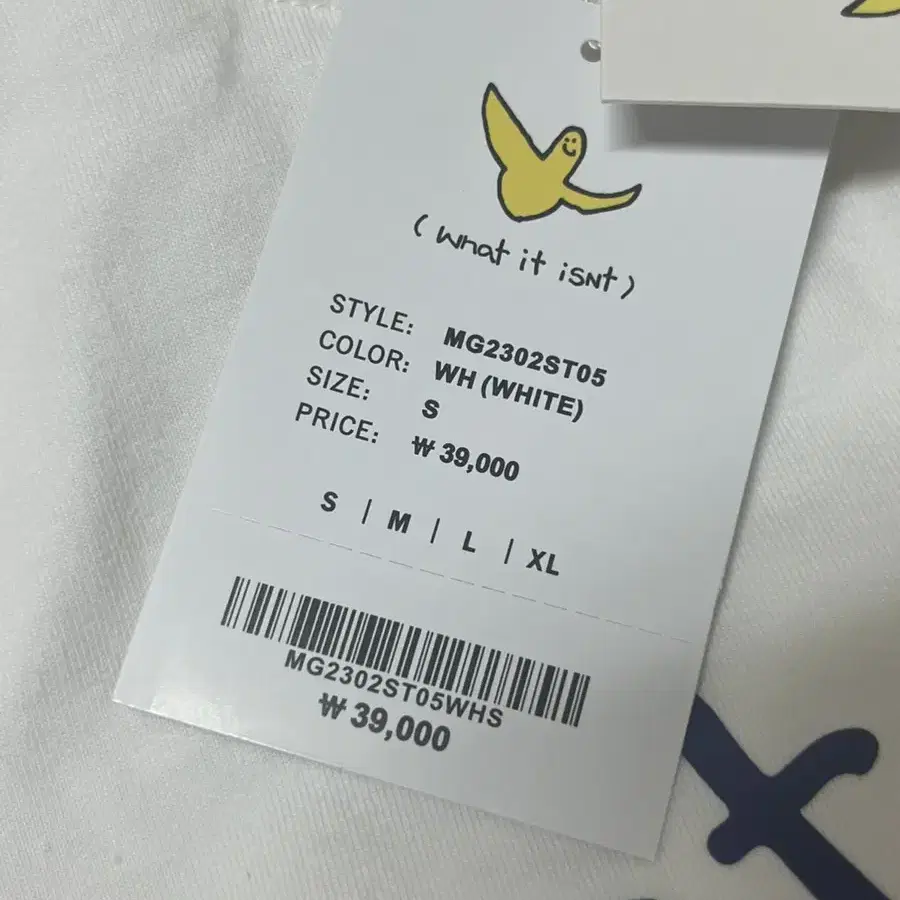 (What it isNt)
STYLE: MG2302ST05
COLOR: WH (WHITE)
SIZE: S
PRICE: ₩ 39,000
S | M | L | XL
MG2302ST05WHS
₩ 39,000